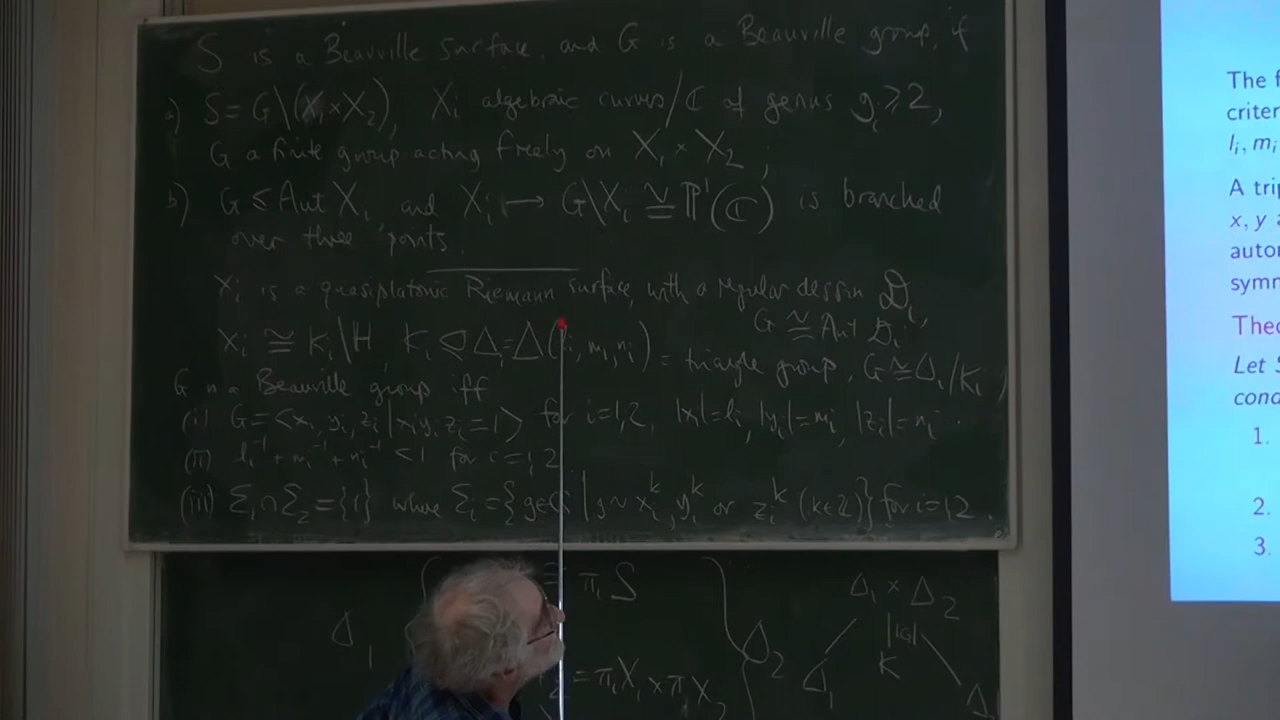 S is a Beauville surface, and G is a Beauville group, if
a) S = G\(X₁×X₂), Xᵢ algebraic curves/ℂ of genus gᵢ ⩾ 2,
G a finite group acting freely on X₁ × X₂ ;
b) G ≤ Aut Xᵢ and Xᵢ ⟼ G\Xᵢ ≅ ℙ¹(ℂ) is branched
over three points.
Xᵢ is a quasiplatonic Riemann surface, with a regular dessin 𝒟ᵢ,
G ≅ Aut 𝒟ᵢ,
Xᵢ ≅ Kᵢ\ℍ Kᵢ ⊲ Δᵢ = Δ(lᵢ, mᵢ, nᵢ) = triangle group, G ≅ Δᵢ/Kᵢ
G is a Beauville group iff
(i) G = <xᵢ, yᵢ, zᵢ | xᵢyᵢzᵢ = 1> for i=1,2, |xᵢ| = lᵢ, |yᵢ| = mᵢ, |zᵢ| = nᵢ.
(ii) lᵢ⁻¹ + mᵢ⁻¹ + nᵢ⁻¹ < 1 for i=1,2
(iii) Σ₁ ∩ Σ₂ = {1} where Σᵢ = {g∈G | g ~ xᵢᵏ, yᵢᵏ or zᵢᵏ (k∈ℤ)} for i=1,2.
≅ π₁S
Δ₁
= π₁X₁ × π₁X₂
Δ₂
Δ₁ × Δ₂
|G|
K
Δ₁
Δ
The f
criter
lᵢ, mᵢ
A tri
x, y
auto
symm
Theo
Let
cond
1.
2.
3.